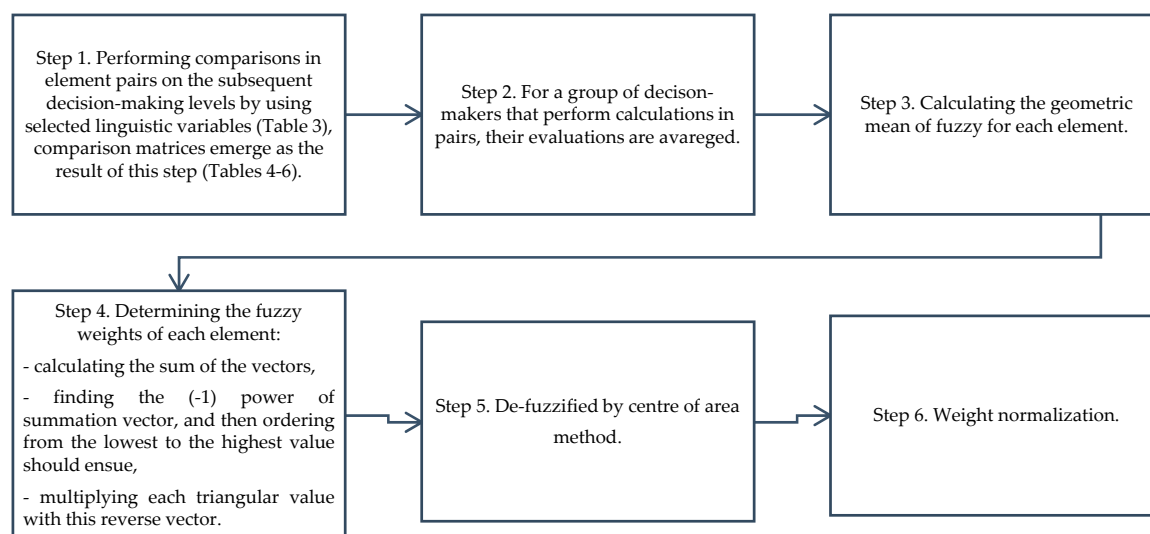 Step 1. Performing comparisons in
element pairs on the subsequent
decision-making levels by using
selected linguistic variables (Table 3),
comparison matrices emerge as the
result of this step (Tables 4-6).
Step 2. For a group of decison-
makers that perform calculations in
pairs, their evaluations are avareged.
Step 3. Calculating the geometric
mean of fuzzy for each element.
Step 4. Determining the fuzzy
weights of each element:
- calculating the sum of the vectors,
- finding the (-1) power of
summation vector, and then ordering
from the lowest to the highest value
should ensue,
- multiplying each triangular value
with this reverse vector.
Step 5. De-fuzzified by centre of area
method.
Step 6. Weight normalization.